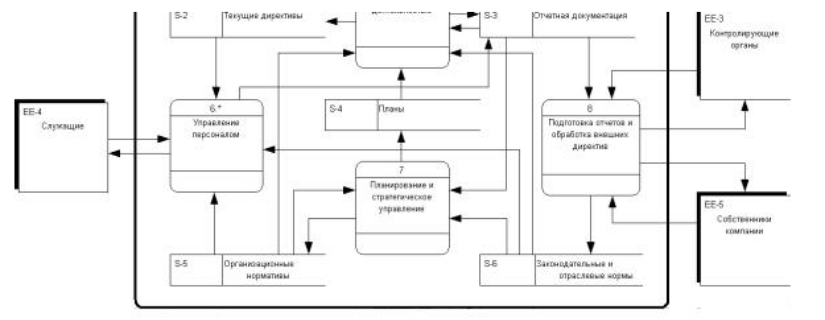 S-2
Текущие директивы
деятельностью
S-3
Отчетная документация
EE-3
Контролирующие
органы
EE-4
Служащие
6.*
Управление
персоналом
S-4
Планы
8
Подготовка отчетов и
обработка внешних
директив
7
Планирование и
стратегическое
управление
EE-5
Собственники
компании
S-5
Организационные
нормативы
S-6
Законодательные и
отраслевые нормы